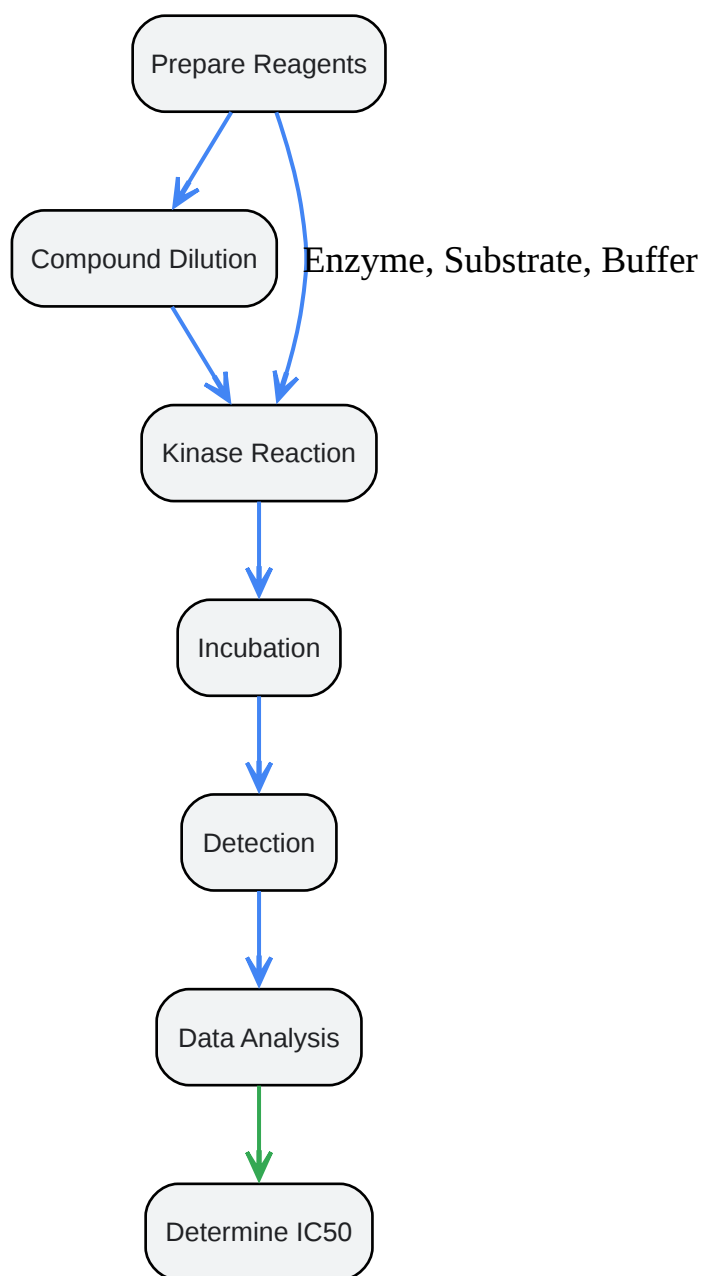 Prepare Reagents
Compound Dilution
Enzyme, Substrate, Buffer
Kinase Reaction
Incubation
Detection
Data Analysis
Determine IC50